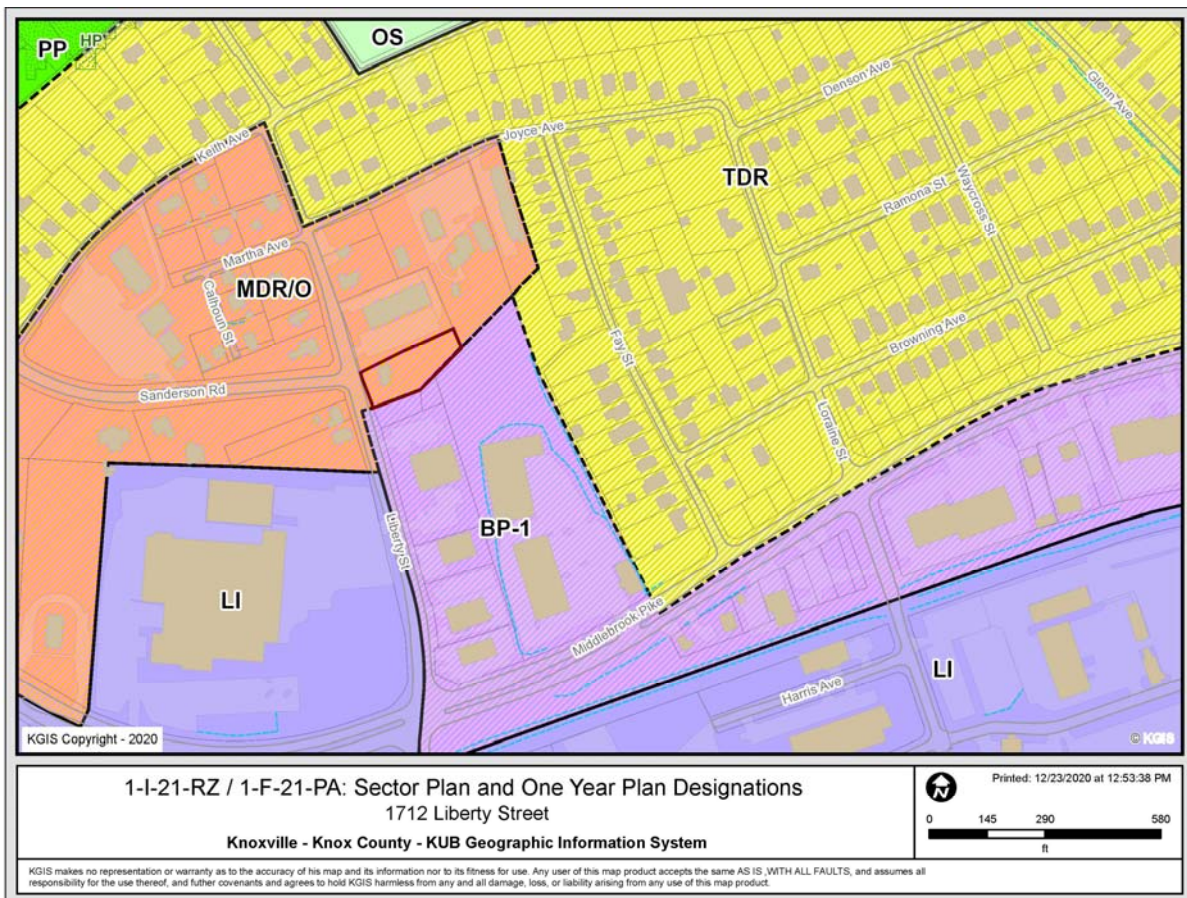 PP
HP
OS
Keith Ave
Joyce Ave
Denson Ave
Glenn Ave
TDR
Ramona St
Waycross St
Martha Ave
MDR/O
Calhoun St
Fay St
Browning Ave
Sanderson Rd
Loraine St
Liberty St
BP-1
LI
Middlebrook Pike
LI
Harris Ave
KGIS Copyright - 2020
© KGIS
1-I-21-RZ / 1-F-21-PA: Sector Plan and One Year Plan Designations
1712 Liberty Street
Knoxville - Knox County - KUB Geographic Information System
N
Printed: 12/23/2020 at 12:53:38 PM
0 145 290 580
ft
KGIS makes no representation or warranty as to the accuracy of his map and its information nor to its fitness for use. Any user of this map product accepts the same AS IS ,WITH ALL FAULTS, and assumes all
responsibility for the use thereof, and futher covenants and agrees to hold KGIS harmless from any and all damage, loss, or liability arising from any use of this map product.